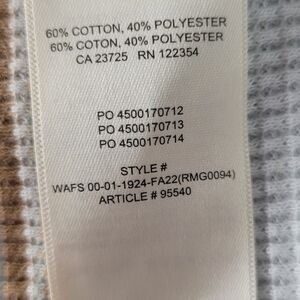 60% COTTON, 40% POLYESTER
60% COTON, 40% POLYESTER
CA 23725 RN 122354
PO 4500170712
PO 4500170713
PO 4500170714
STYLE #
WAFS 00-01-1924-FA22(RMG0094)
ARTICLE # 95540